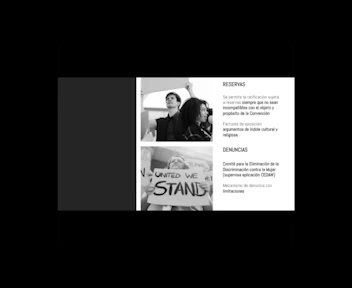 RESERVAS
Se permite la ratificación sujeta
a reservas siempre que no sean
incompatibles con el objeto y
propósito de la Convención
Factores de oposición:
argumentos de índole cultural y
religiosa
DENUNCIAS
UNITED WE
STAND
Comité para la Eliminación de la
Discriminación contra la Mujer
(supervisa aplicación CEDAW)
Mecanismo de denuncia con
limitaciones